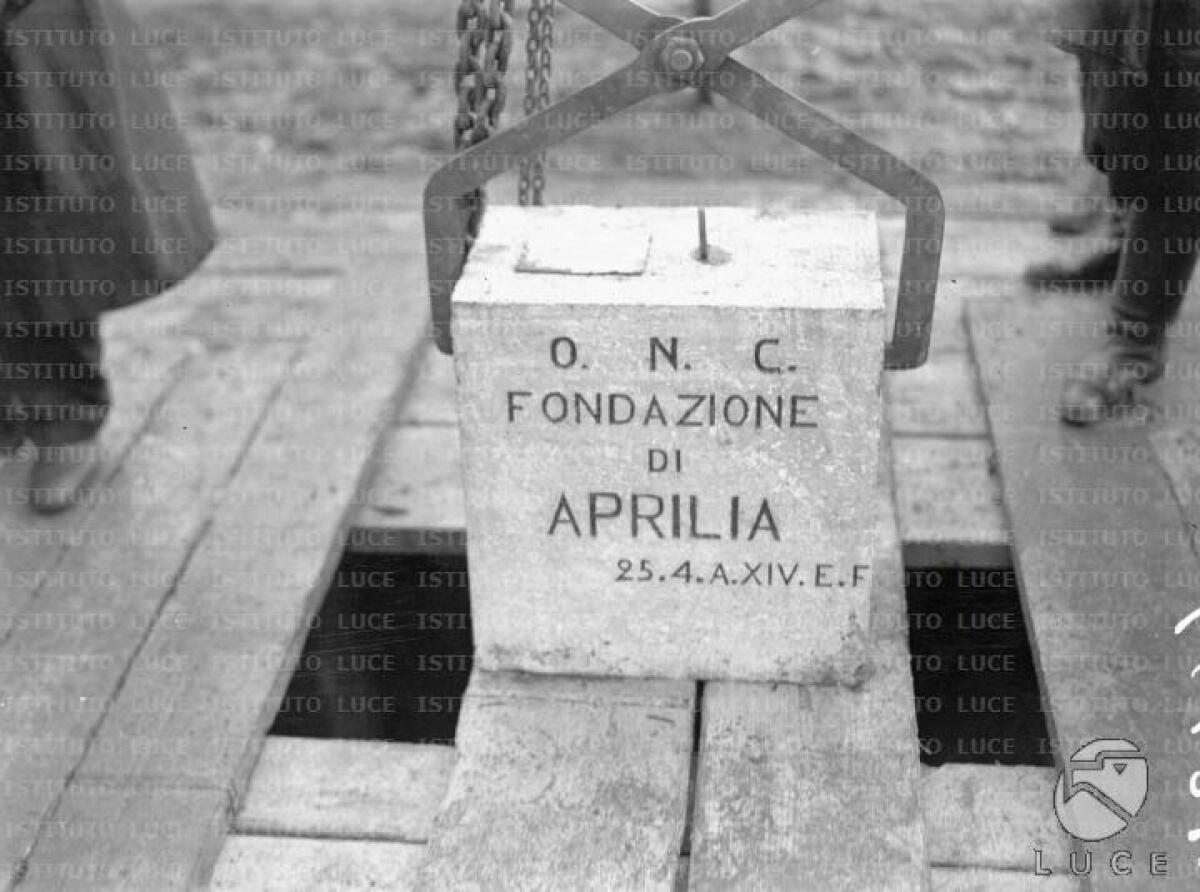 O. N. C.
FONDAZIONE
DI
APRILIA
25.4.A.XIV.E.F
LUCE